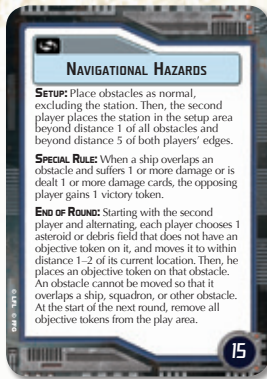 NAVIGATIONAL HAZARDS
SETUP: Place obstacles as normal,
excluding the station. Then, the second
player places the station in the setup area
beyond distance 1 of all obstacles and
beyond distance 5 of both players' edges.
SPECIAL RULE: When a ship overlaps an
obstacle and suffers 1 or more damage or is
dealt 1 or more damage cards, the opposing
player gains 1 victory token.
END OF ROUND: Starting with the second
player and alternating, each player chooses 1
asteroid or debris field that does not have an
objective token on it, and moves it to within
distance 1–2 of its current location. Then, he
places an objective token on that obstacle.
An obstacle cannot be moved so that it
overlaps a ship, squadron, or other obstacle.
At the start of the next round, remove all
objective tokens from the play area.
© LFL © FFG
15